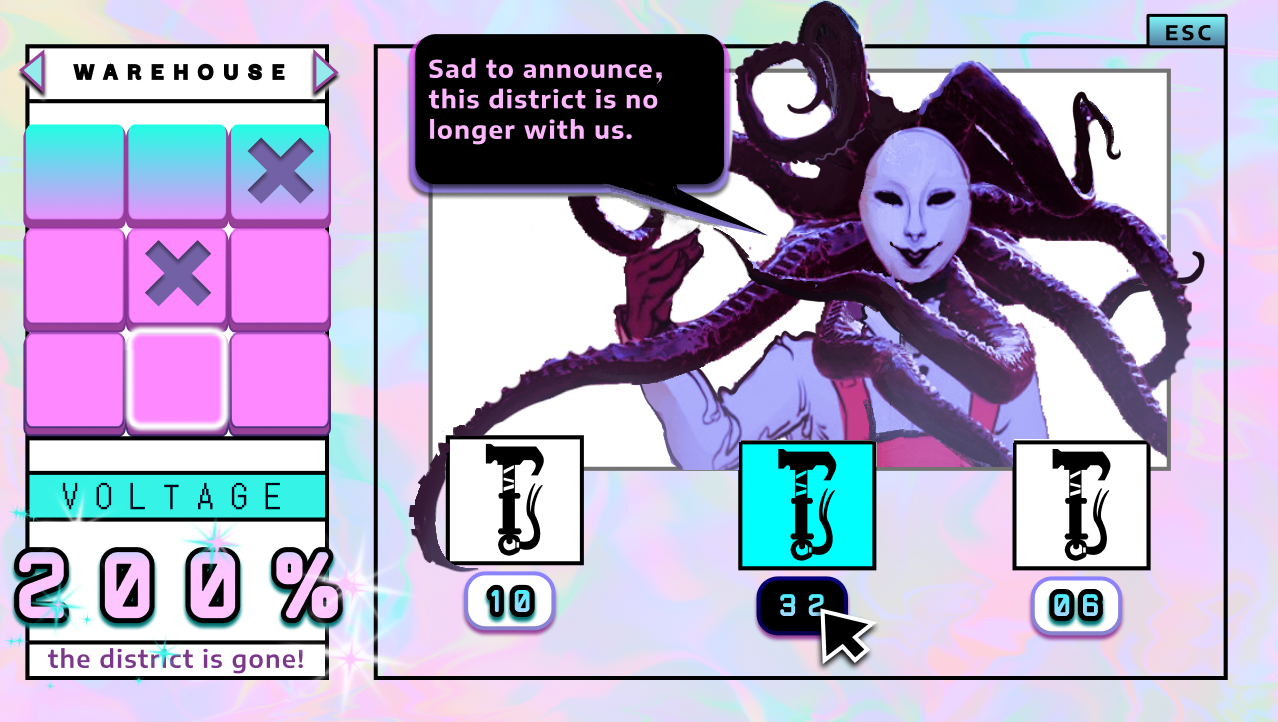 ESC
WAREHOUSE
Sad to announce,
this district is no
longer with us.
VOLTAGE
200%
the district is gone!
10
32
06